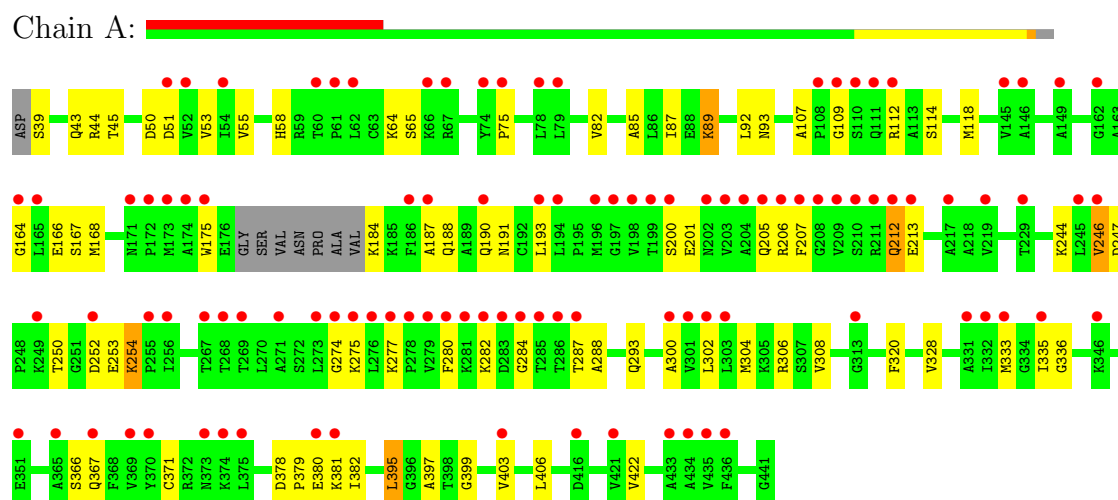 Chain A:
ASP S39 Q43 R44 T45 D50 D51 V52 V53 I54 V55 H58 R59 T60 P61 L62 C63 K64 S65 K66 R67 Y74 P75 L78 L79 V82 A85 L86 I87 E88 K89 L92 N93 A107 P108 G109 S110 Q111 R112 A113 S114 M118 V145 A146 A149 G162 A163
G164 L165 E166 S167 M168 N171 P172 M173 A174 W175 E176 GLY SER VAL ASN PRO ALA VAL K184 K185 F186 A187 Q188 A189 Q190 N191 C192 L193 L194 P195 M196 G197 V198 T199 S200 E201 N202 V203 A204 Q205 R206 F207 G208 V209 S210 R211 Q212 E213 A217 A218 V219 T229 K244 L245 V246 D247
P248 K249 T250 G251 D252 E253 K254 P255 I256 T267 T268 T269 L270 A271 S272 L273 G274 K275 L276 K277 P278 V279 F280 K281 K282 D283 G284 T285 T286 T287 A288 Q293 A300 V301 L302 L303 M304 K305 R306 S307 V308 G313 F320 V328 A331 I332 M333 G334 I335 G336 K346
E351 A365 S366 Q367 F368 V369 Y370 C371 R372 N373 K374 L375 D378 P379 E380 K381 I382 L395 G396 A397 T398 G399 V403 L406 D416 V421 V422 A433 A434 V435 F436 G441